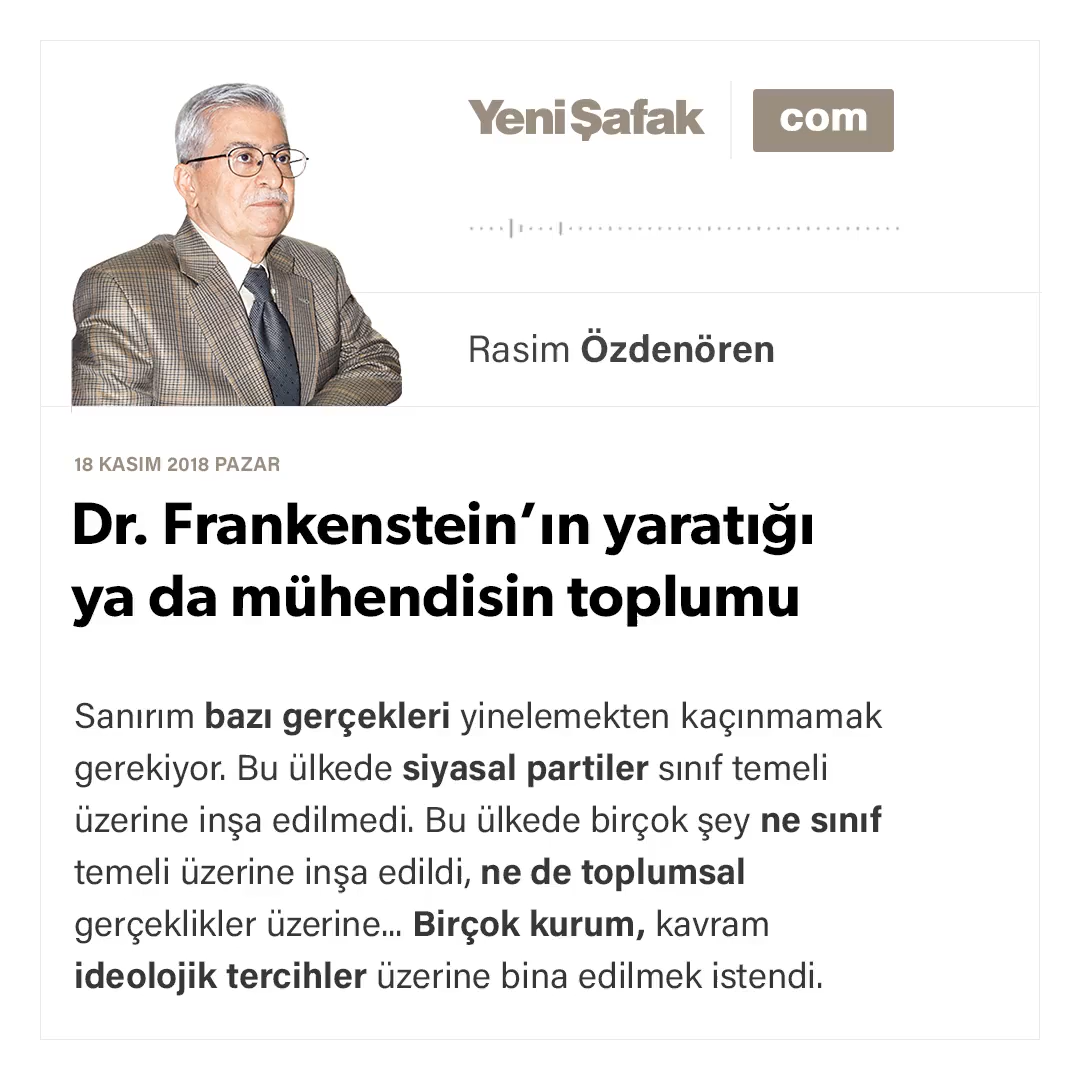 YeniŞafak
com
Rasim Özdenören
18 KASIM 2018 PAZAR
Dr. Frankenstein’ın yaratığı
ya da mühendisin toplumu
Sanırım bazı gerçekleri yinelemekten kaçınmamak
gerekiyor. Bu ülkede siyasal partiler sınıf temeli
üzerine inşa edilmedi. Bu ülkede birçok şey ne sınıf
temeli üzerine inşa edildi, ne de toplumsal
gerçeklikler üzerine... Birçok kurum, kavram
ideolojik tercihler üzerine bina edilmek istendi.